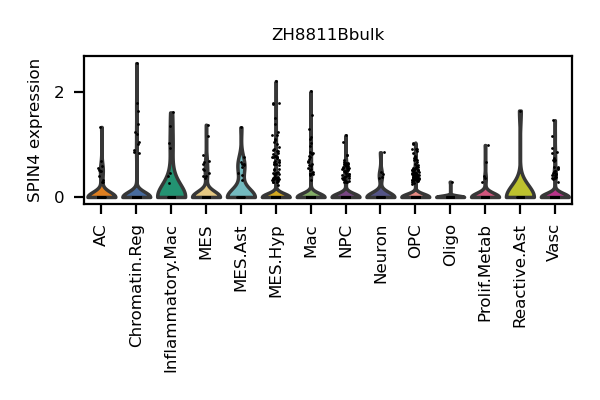 ZH8811Bbulk
SPIN4 expression
2
0
AC
Chromatin.Reg
Inflammatory.Mac
MES
MES.Ast
MES.Hyp
Mac
NPC
Neuron
OPC
Oligo
Prolif.Metab
Reactive.Ast
Vasc